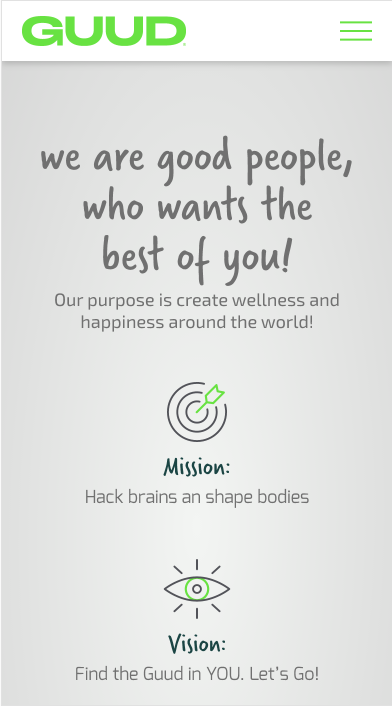 GUUD
we are good people,
who wants the
best of you!
Our purpose is create wellness and
happiness around the world!
Mission:
Hack brains an shape bodies
Vision:
Find the Guud in YOU. Let's Go!